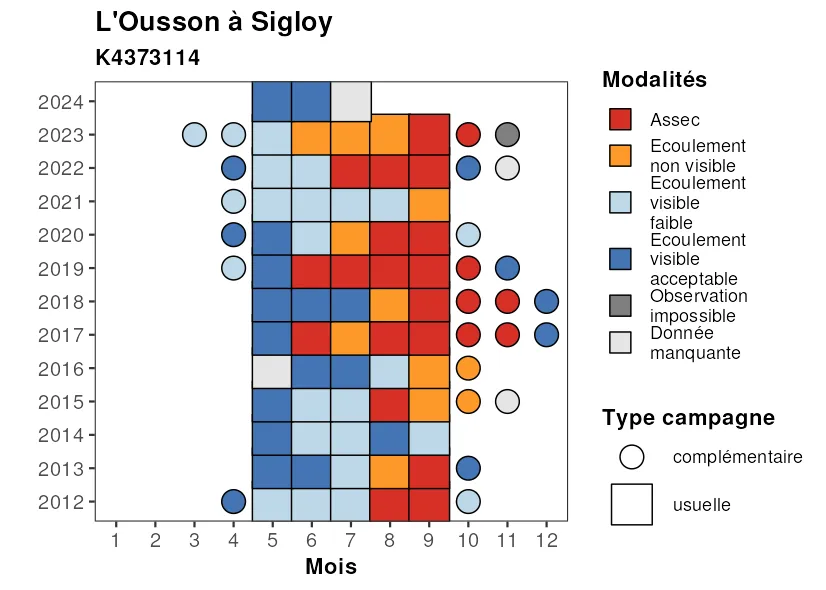 L'Ousson à Sigloy
K4373114
2024
2023
2022
2021
2020
2019
2018
2017
2016
2015
2014
2013
2012
1 2 3 4 5 6 7 8 9 10 11 12
Mois
Modalités
Assec
Ecoulement
non visible
Ecoulement
visible
faible
Ecoulement
visible
acceptable
Observation
impossible
Donnée
manquante
Type campagne
complémentaire
usuelle